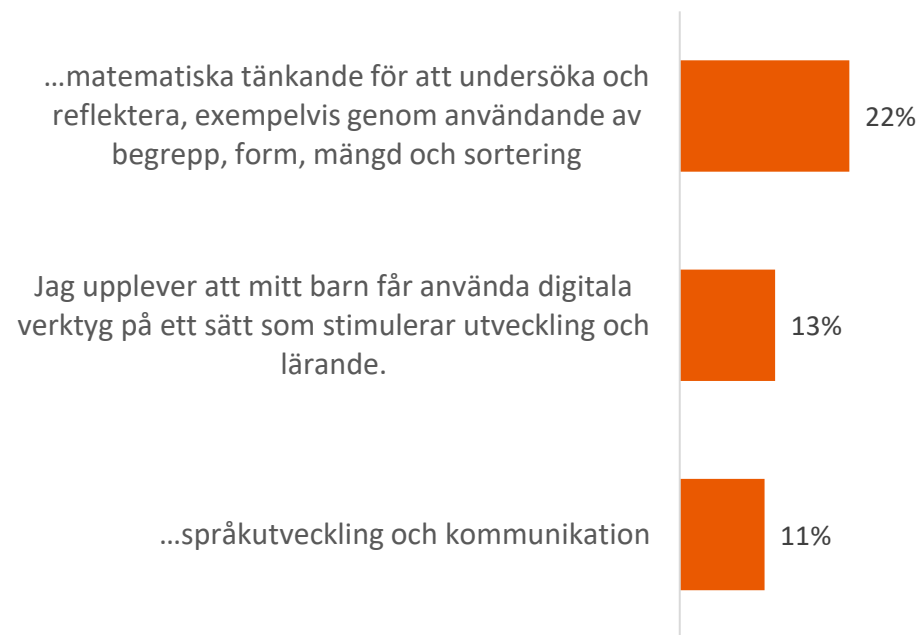 …matematiska tänkande för att undersöka och
reflektera, exempelvis genom användande av
begrepp, form, mängd och sortering
22%
Jag upplever att mitt barn får använda digitala
verktyg på ett sätt som stimulerar utveckling och
lärande.
13%
…språkutveckling och kommunikation
11%